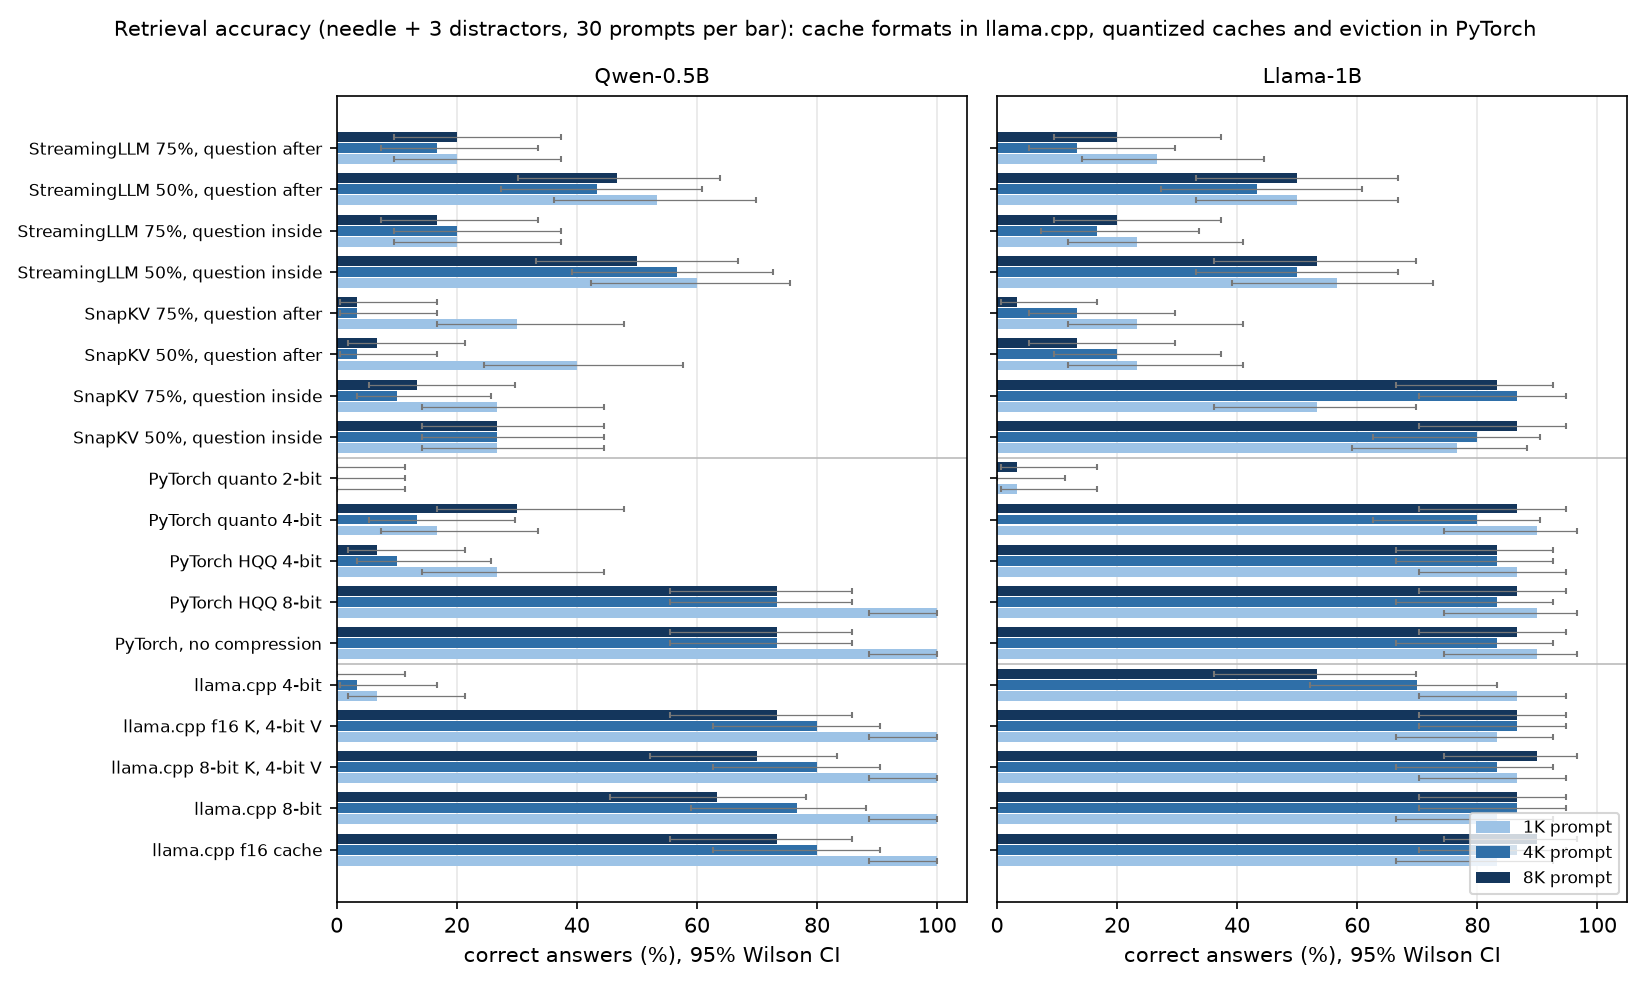 Retrieval accuracy (needle + 3 distractors, 30 prompts per bar): cache formats in llama.cpp, quantized caches and eviction in PyTorch
Qwen-0.5B
Llama-1B
StreamingLLM 75%, question after
StreamingLLM 50%, question after
StreamingLLM 75%, question inside
StreamingLLM 50%, question inside
SnapKV 75%, question after
SnapKV 50%, question after
SnapKV 75%, question inside
SnapKV 50%, question inside
PyTorch quanto 2-bit
PyTorch quanto 4-bit
PyTorch HQQ 4-bit
PyTorch HQQ 8-bit
PyTorch, no compression
llama.cpp 4-bit
llama.cpp f16 K, 4-bit V
llama.cpp 8-bit K, 4-bit V
llama.cpp 8-bit
llama.cpp f16 cache
1K prompt
4K prompt
8K prompt
0 20 40 60 80 100
0 20 40 60 80 100
correct answers (%), 95% Wilson CI
correct answers (%), 95% Wilson CI